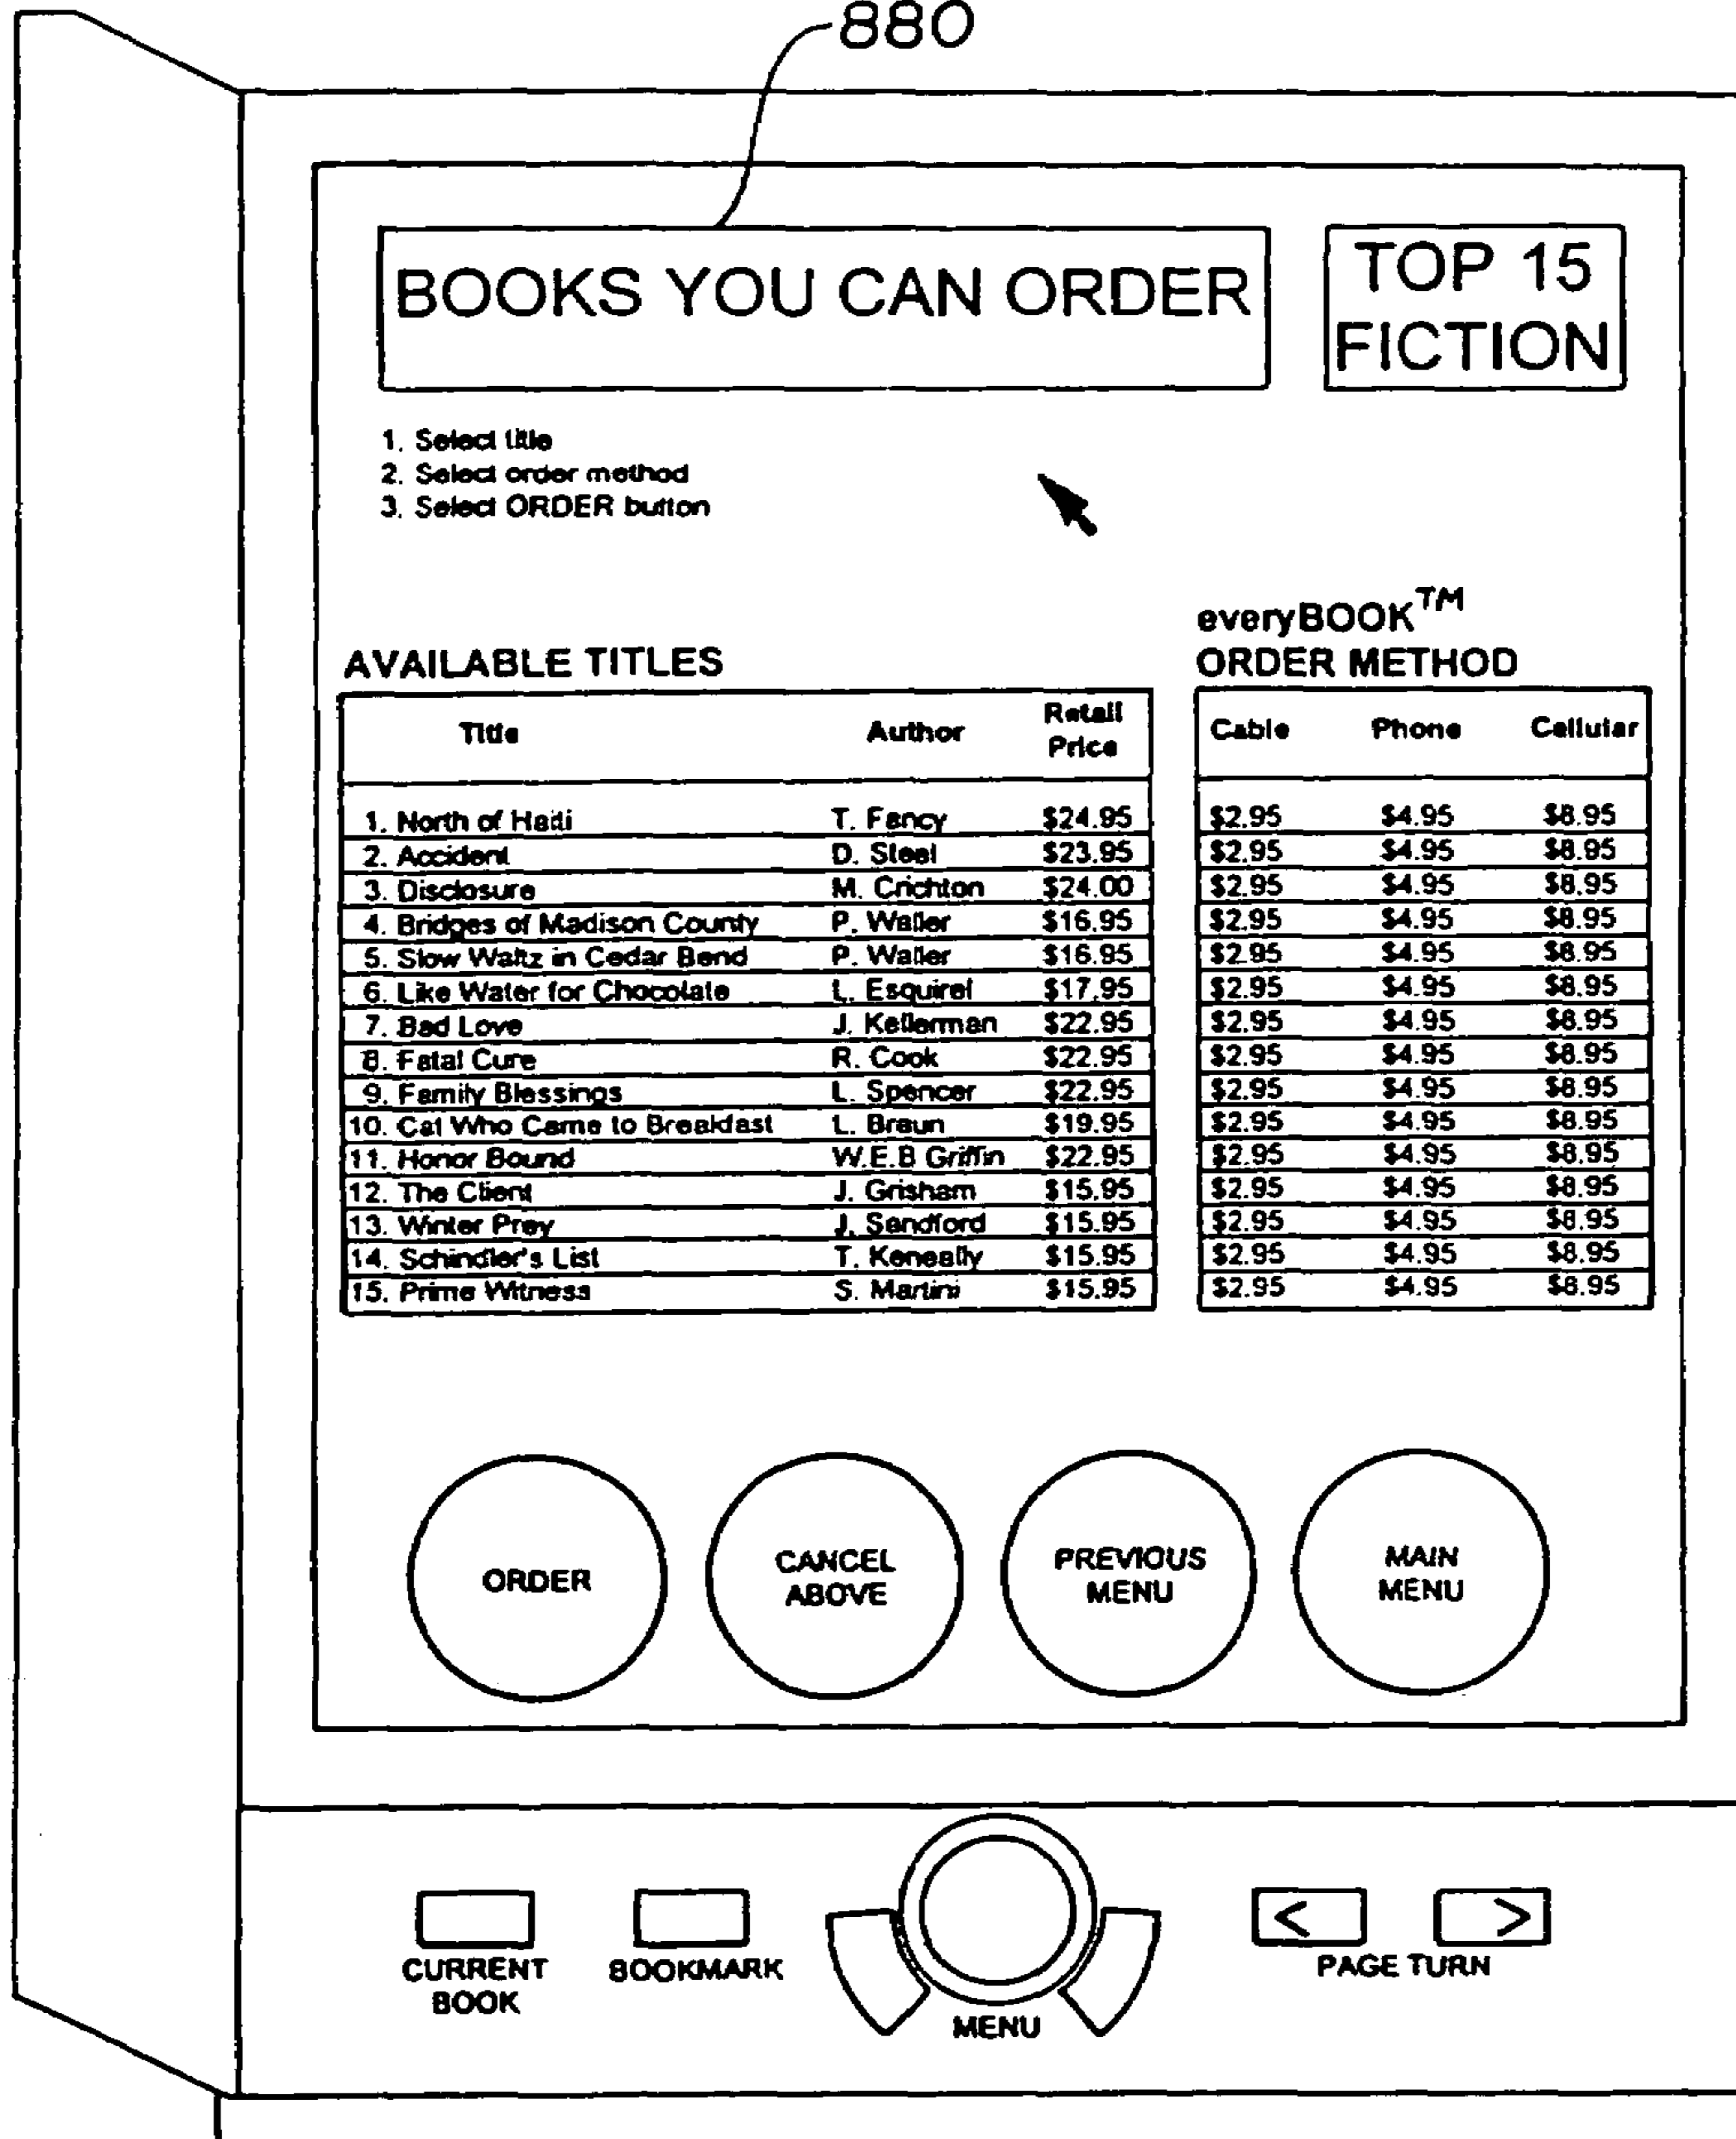 880
BOOKS YOU CAN ORDER
TOP 15
FICTION
1. Select title
2. Select order method
3. Select ORDER button
AVAILABLE TITLES
everyBOOK™
ORDER METHOD
Title Author Retail Price Cable Phone Cellular
1. North of Haiti T. Fancy $24.95 $2.95 $4.95 $8.95
2. Accident D. Steel $23.95 $2.95 $4.95 $8.95
3. Disclosure M. Crichton $24.00 $2.95 $4.95 $8.95
4. Bridges of Madison County P. Waller $16.95 $2.95 $4.95 $8.95
5. Slow Waltz in Cedar Bend P. Waller $16.95 $2.95 $4.95 $8.95
6. Like Water for Chocolate L. Esquirel $17.95 $2.95 $4.95 $8.95
7. Bad Love J. Kellerman $22.95 $2.95 $4.95 $8.95
8. Fatal Cure R. Cook $22.95 $2.95 $4.95 $8.95
9. Family Blessings L. Spencer $22.95 $2.95 $4.95 $8.95
10. Cat Who Came to Breakfast L. Braun $19.95 $2.95 $4.95 $8.95
11. Honor Bound W.E.B Griffin $22.95 $2.95 $4.95 $8.95
12. The Client J. Grisham $15.95 $2.95 $4.95 $8.95
13. Winter Prey J. Sandford $15.95 $2.95 $4.95 $8.95
14. Schindler's List T. Keneally $15.95 $2.95 $4.95 $8.95
15. Prime Witness S. Martini $15.95 $2.95 $4.95 $8.95
ORDER
CANCEL
ABOVE
PREVIOUS
MENU
MAIN
MENU
< >
CURRENT
BOOK
BOOKMARK
MENU
PAGE TURN